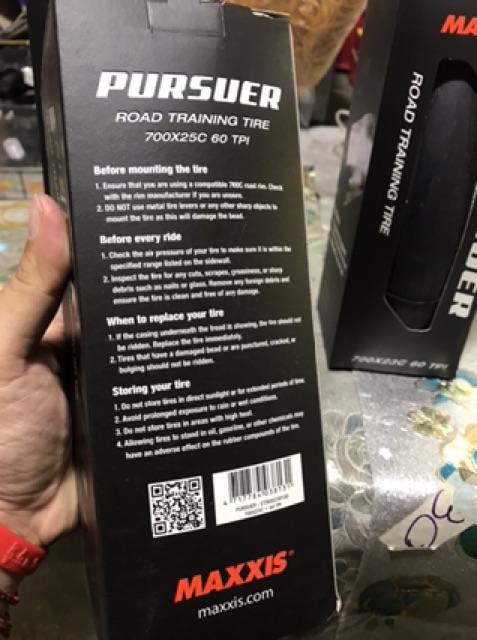 PURSUER
ROAD TRAINING TIRE
700X25C 60 TPI
Before mounting the tire
1. Ensure that you are using a compatible 700C road rim. Check
with the rim manufacturer if you are unsure.
2. DO NOT use metal tire levers or any other sharp objects to
mount the tire as this will damage the bead.
Before every ride
1. Check the air pressure of your tire to make sure it is within the
specified range listed on the sidewall.
2. Inspect the tire for any cuts, scrapes, greasiness, or sharp
debris such as nails or glass. Remove any foreign debris and
ensure the tire is clean and free of any damage.
When to replace your tire
1. If the casing underneath the tread is showing, the tire should not
be ridden. Replace the tire immediately.
2. Tires that have a damaged bead or are punctured, cracked, or
bulging should not be ridden.
Storing your tire
1. Do not store tires in direct sunlight or for extended periods of time.
2. Avoid prolonged exposure to rain or wet conditions.
3. Do not store tires in areas with high heat.
4. Allowing tires to stand in oil, gasoline, or other chemicals may
have an adverse effect on the rubber compounds of the tire.
MAXXIS
maxxis.com
MA
ROAD TRAINING TIRE
UER
700X23C 60 TPI